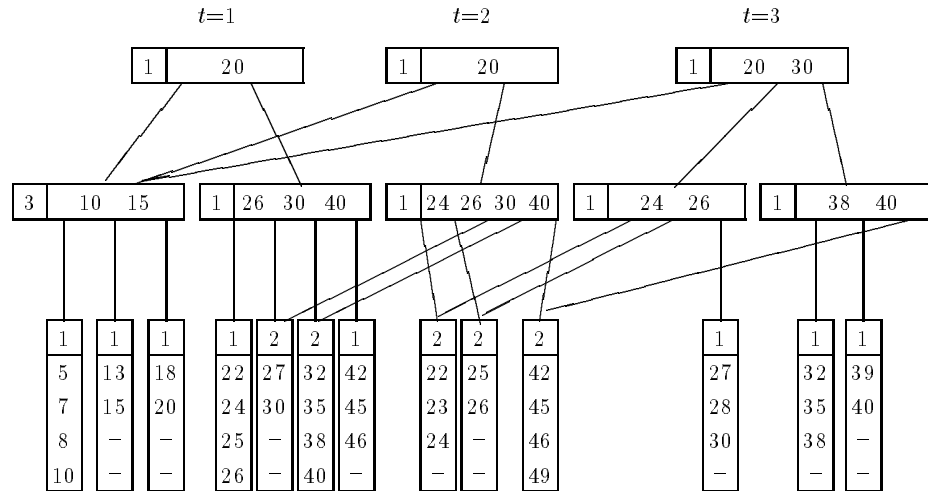 t=1 t=2 t=3
1 20 1 20 1 20 30
3 10 15 1 26 30 40 1 24 26 30 40 1 24 26 1 38 40
1 1 1 1 2 2 1 2 2 2 1 1 1
5 13 18 22 27 32 42 22 25 42 27 32 39
7 15 20 24 30 35 45 23 26 45 28 35 40
8 – – 25 – 38 46 24 – 46 30 38 –
10 – – 26 – 40 – – – 49 – – –